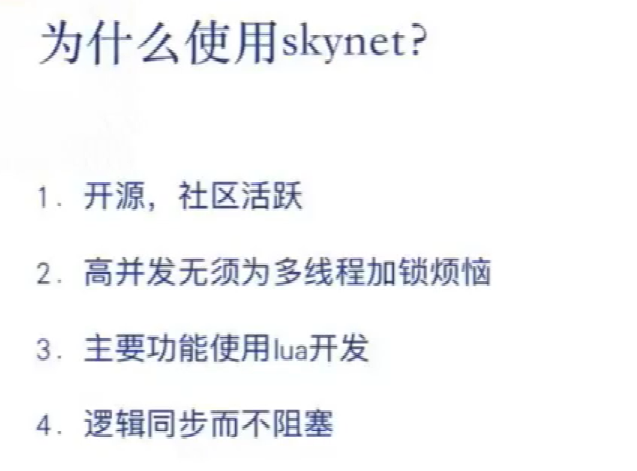 为什么使用skynet?
1. 开源，社区活跃
2. 高并发无须为多线程加锁烦恼
3. 主要功能使用lua开发
4. 逻辑同步而不阻塞